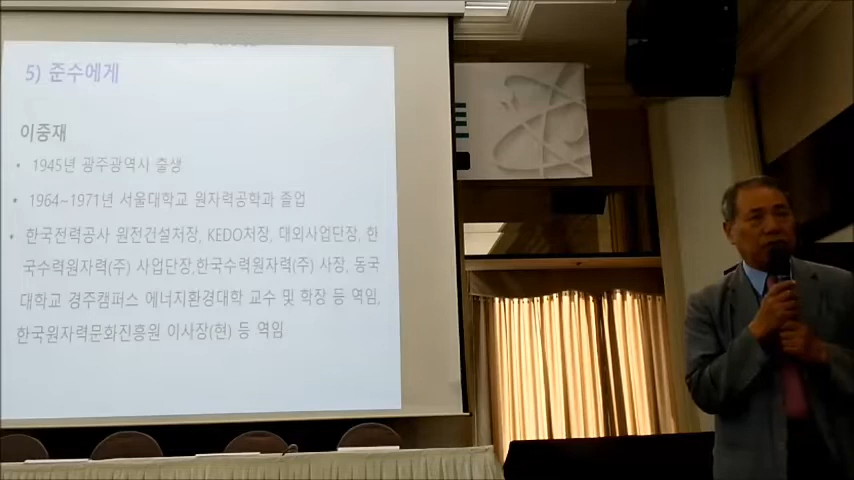 5) 준수에게
이중재
• 1945년 광주광역시 출생
• 1964~1971년 서울대학교 원자력공학과 졸업
• 한국전력공사 원전건설처장, KEDO처장, 대외사업단장, 한
국수력원자력(주) 사업단장,한국수력원자력(주) 사장, 동국
대학교 경주캠퍼스 에너지환경대학 교수 및 학장 등 역임,
한국원자력문화진흥원 이사장(현) 등 역임